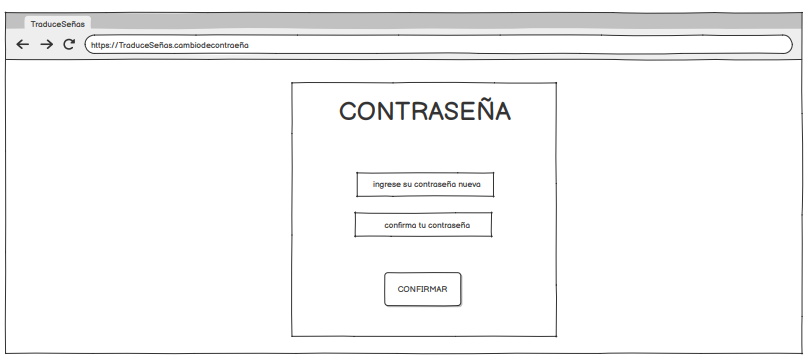 TraduceSeñas
https://TraduceSeñas.cambiodecontraeña
CONTRASEÑA
ingrese su contraseña nueva
confirma tu contraseña
CONFIRMAR